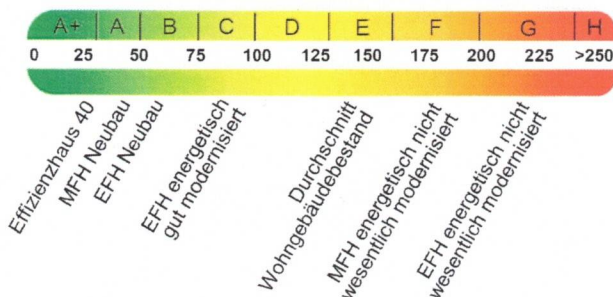 A+ A B C D E F G H
0 25 50 75 100 125 150 175 200 225 >250
Effizienzhaus 40
MFH Neubau
EFH Neubau
EFH energetisch
gut modernisiert
Durchschnitt
Wohngebäudebestand
MFH energetisch nicht
wesentlich modernisiert
EFH energetisch nicht
wesentlich modernisiert